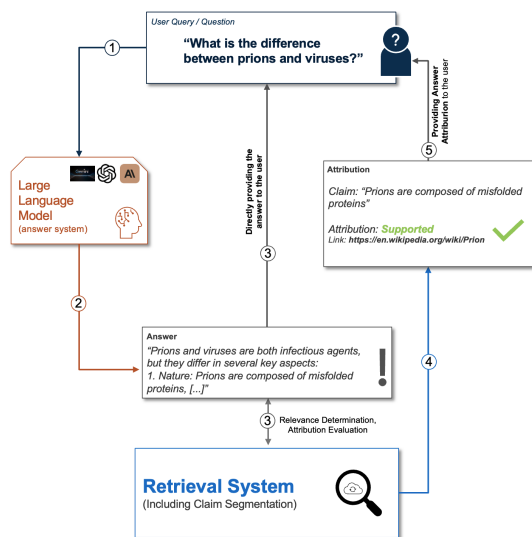 User Query / Question
“What is the difference
between prions and viruses?”
?
1
Providing Answer
Attriburion to the user
5
Attribution
Claim: “Prions are composed of misfolded
proteins”
Attribution: Supported
Link: https://en.wikipedia.org/wiki/Prion
A\
Large
Language
Model
(answer system)
Directly providing the
answer to the user
3
2
Answer
“Prions and viruses are both infectious agents,
but they differ in several key aspects:
1. Nature: Prions are composed of misfolded
proteins, [...]”
!
4
3
Relevance Determination,
Attribution Evaluation
Retrieval System
(Including Claim Segmentation)